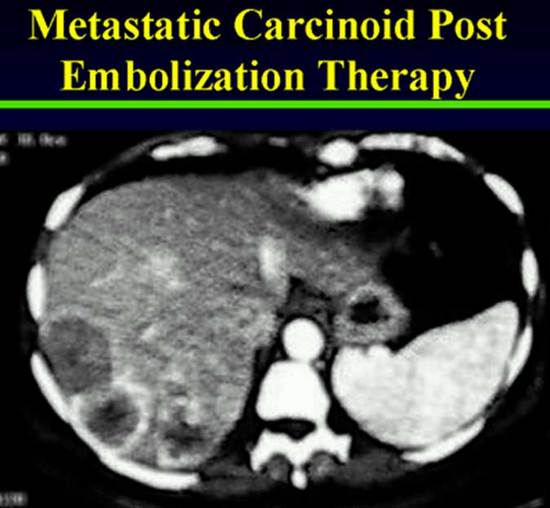 Metastatic Carcinoid Post
Embolization Therapy